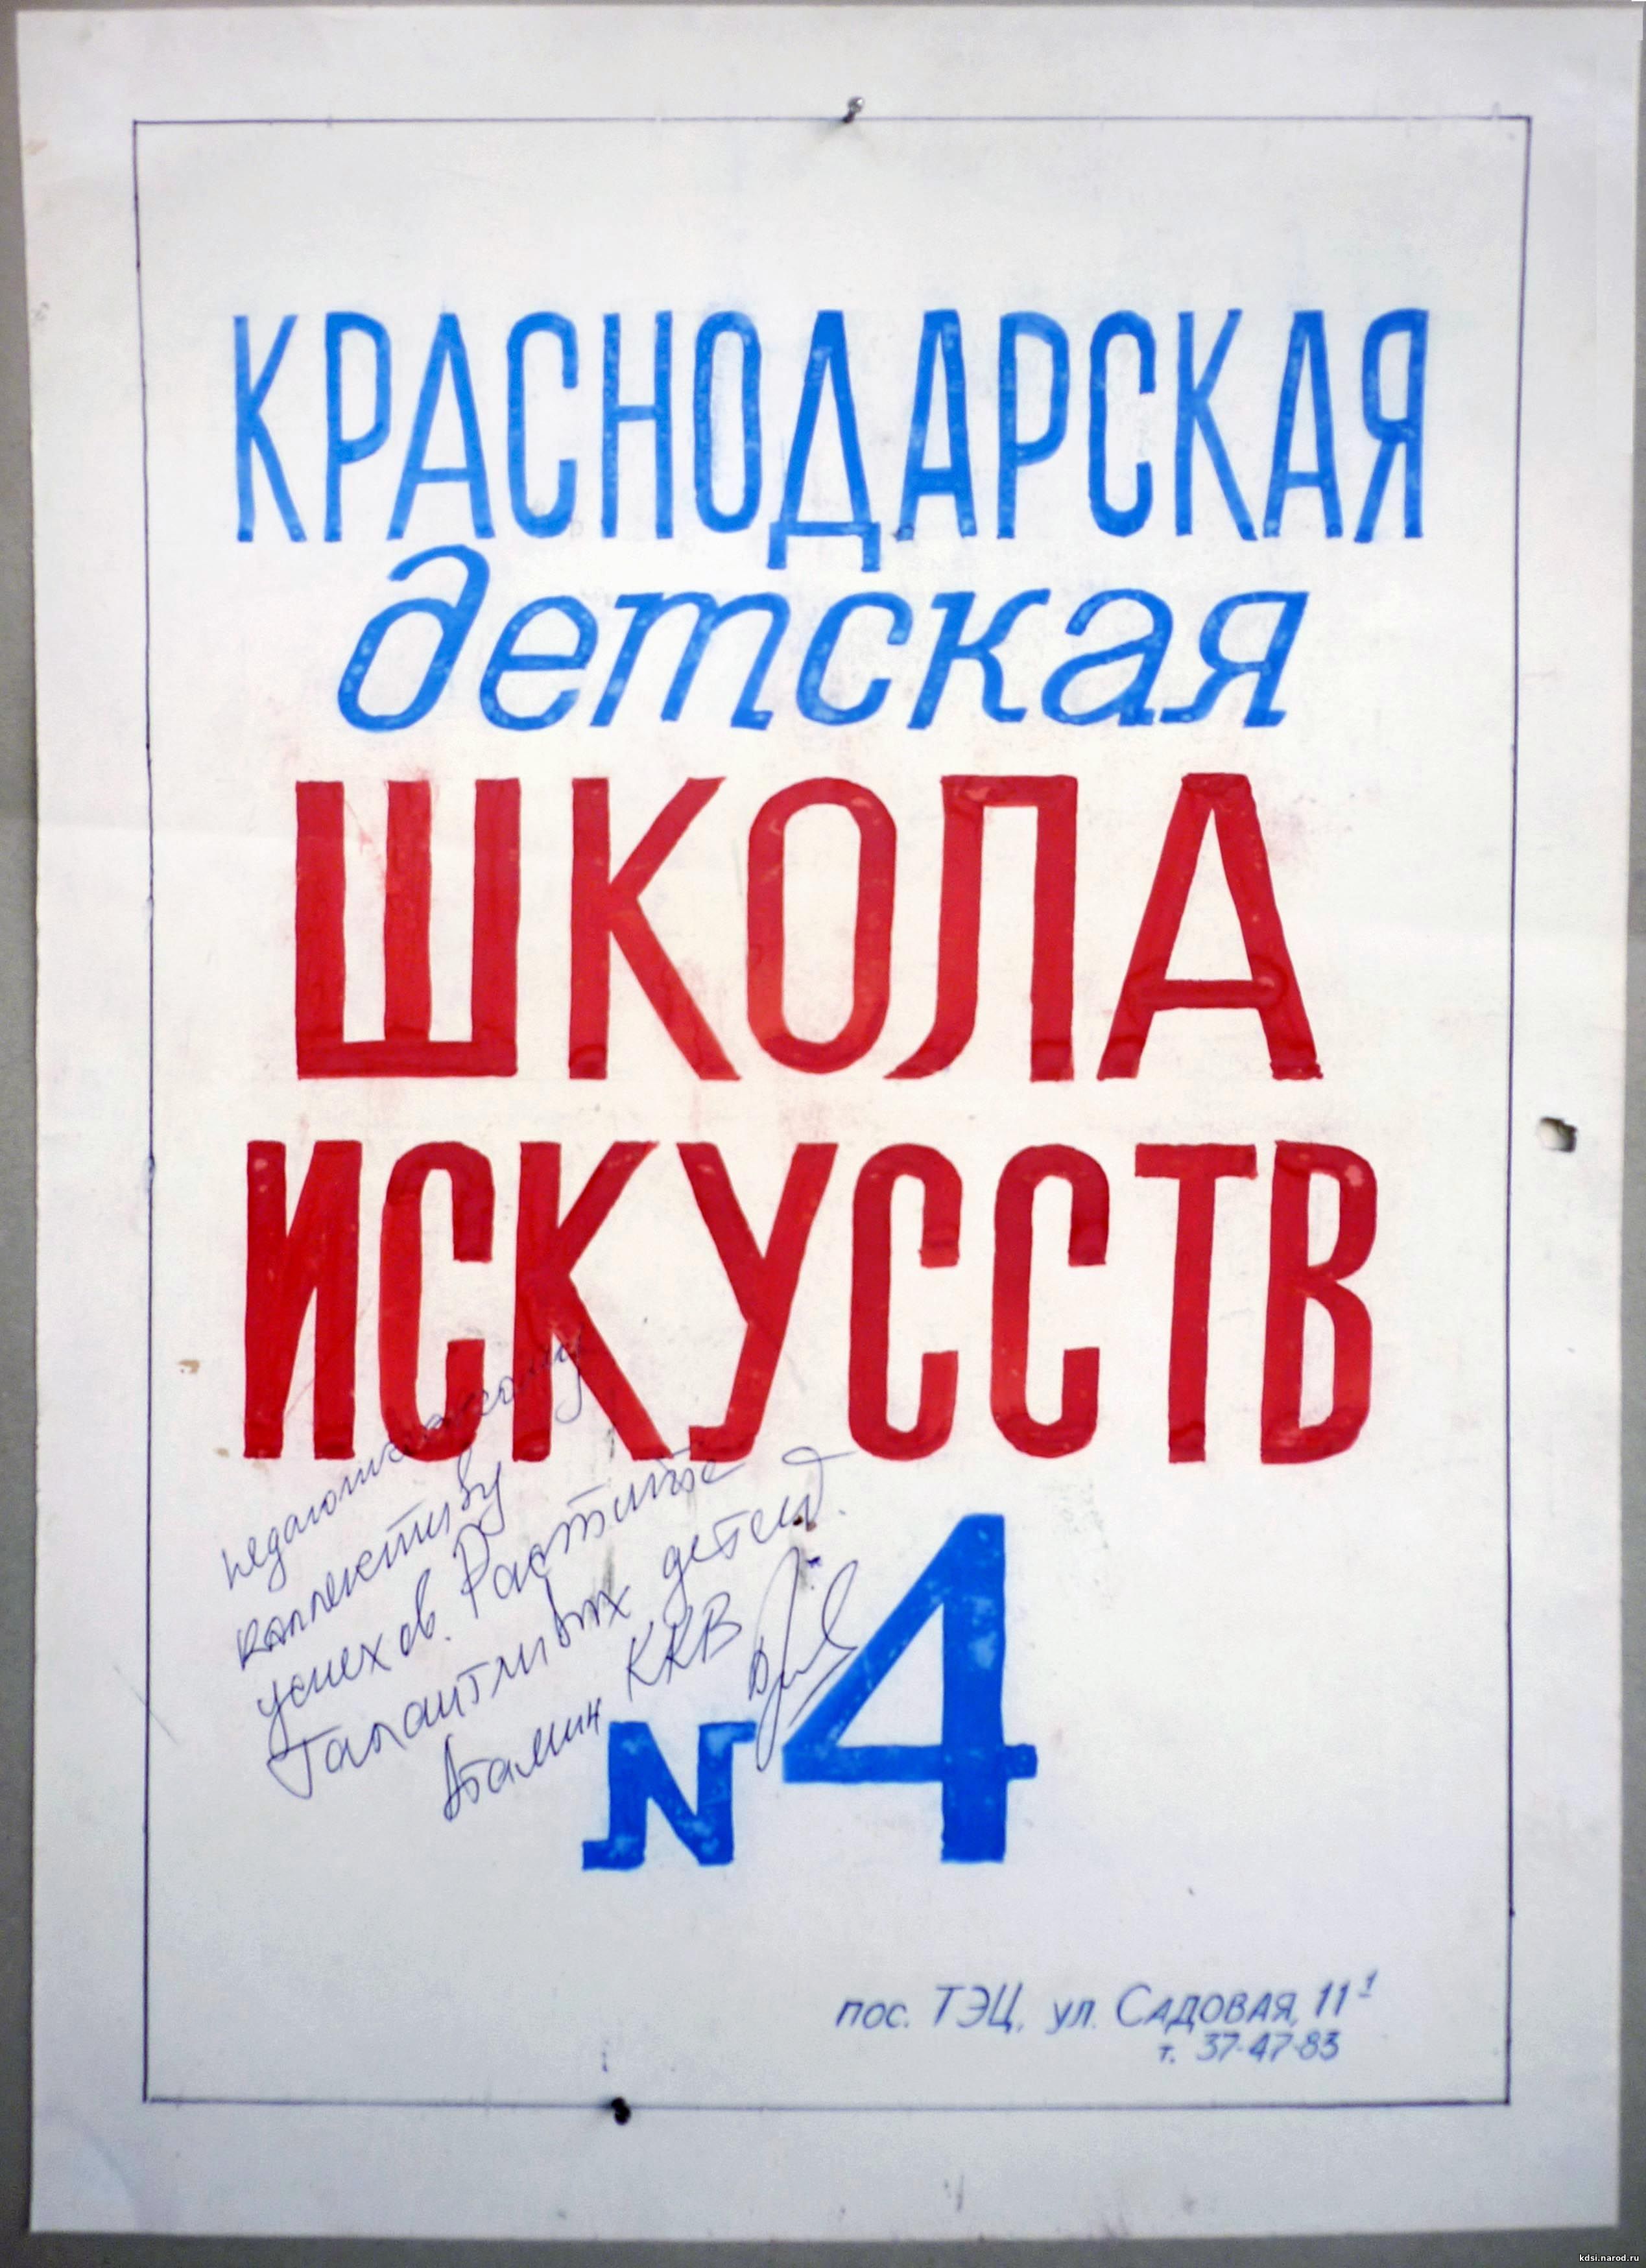 КРАСНОДАРСКАЯ
детская
ШКОЛА
ИСКУССТВ
педагогическому
коллективу
успехов. Растите
талантливых детей.
Атаман ККВ
№4
пос. ТЭЦ, ул. САДОВАЯ, 11¹
т. 37-47-83
kdsi.narod.ru